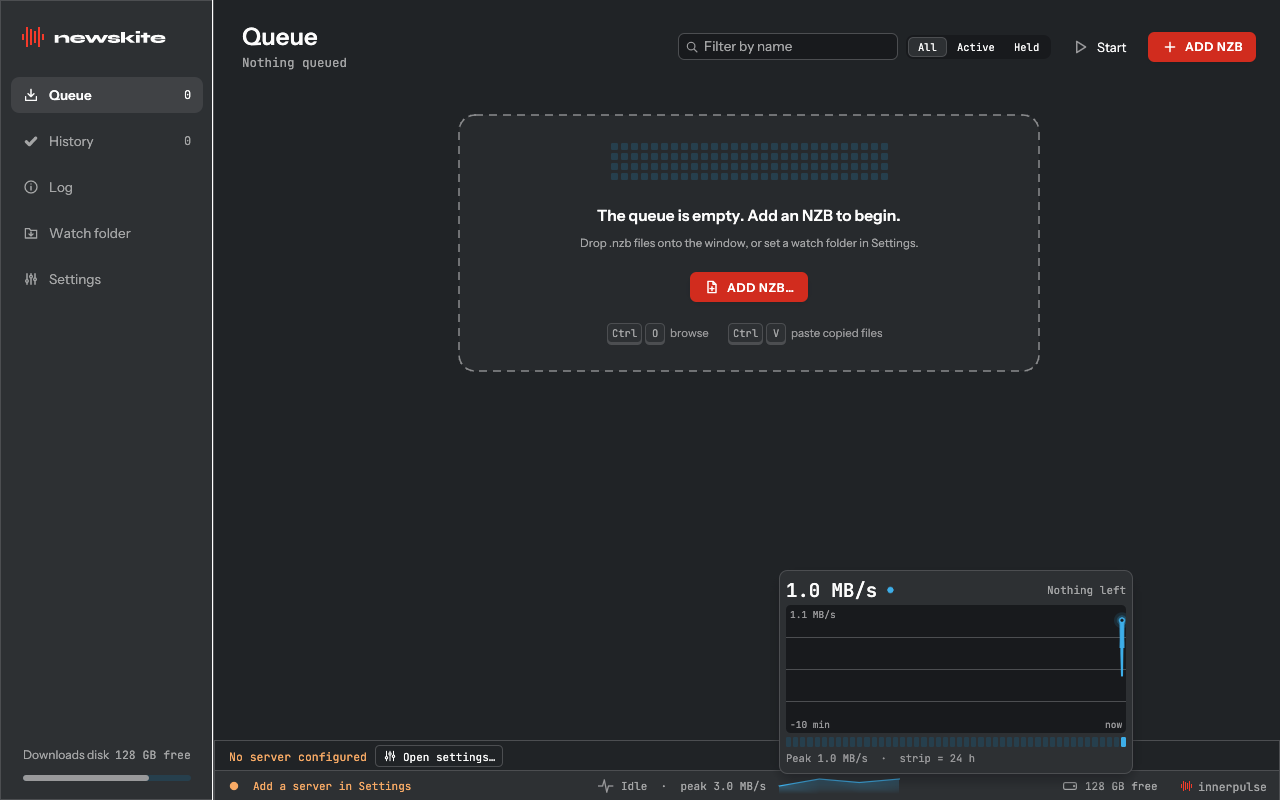 newskite
Queue 0
History 0
Log
Watch folder
Settings
Downloads disk 128 GB free
Queue
Nothing queued
Filter by name
All Active Held
Start
ADD NZB
The queue is empty. Add an NZB to begin.
Drop .nzb files onto the window, or set a watch folder in Settings.
ADD NZB…
Ctrl O browse Ctrl V paste copied files
1.0 MB/s Nothing left
1.1 MB/s
-10 min now
Peak 1.0 MB/s · strip = 24 h
No server configured Open settings…
Add a server in Settings Idle · peak 3.0 MB/s 128 GB free innerpulse